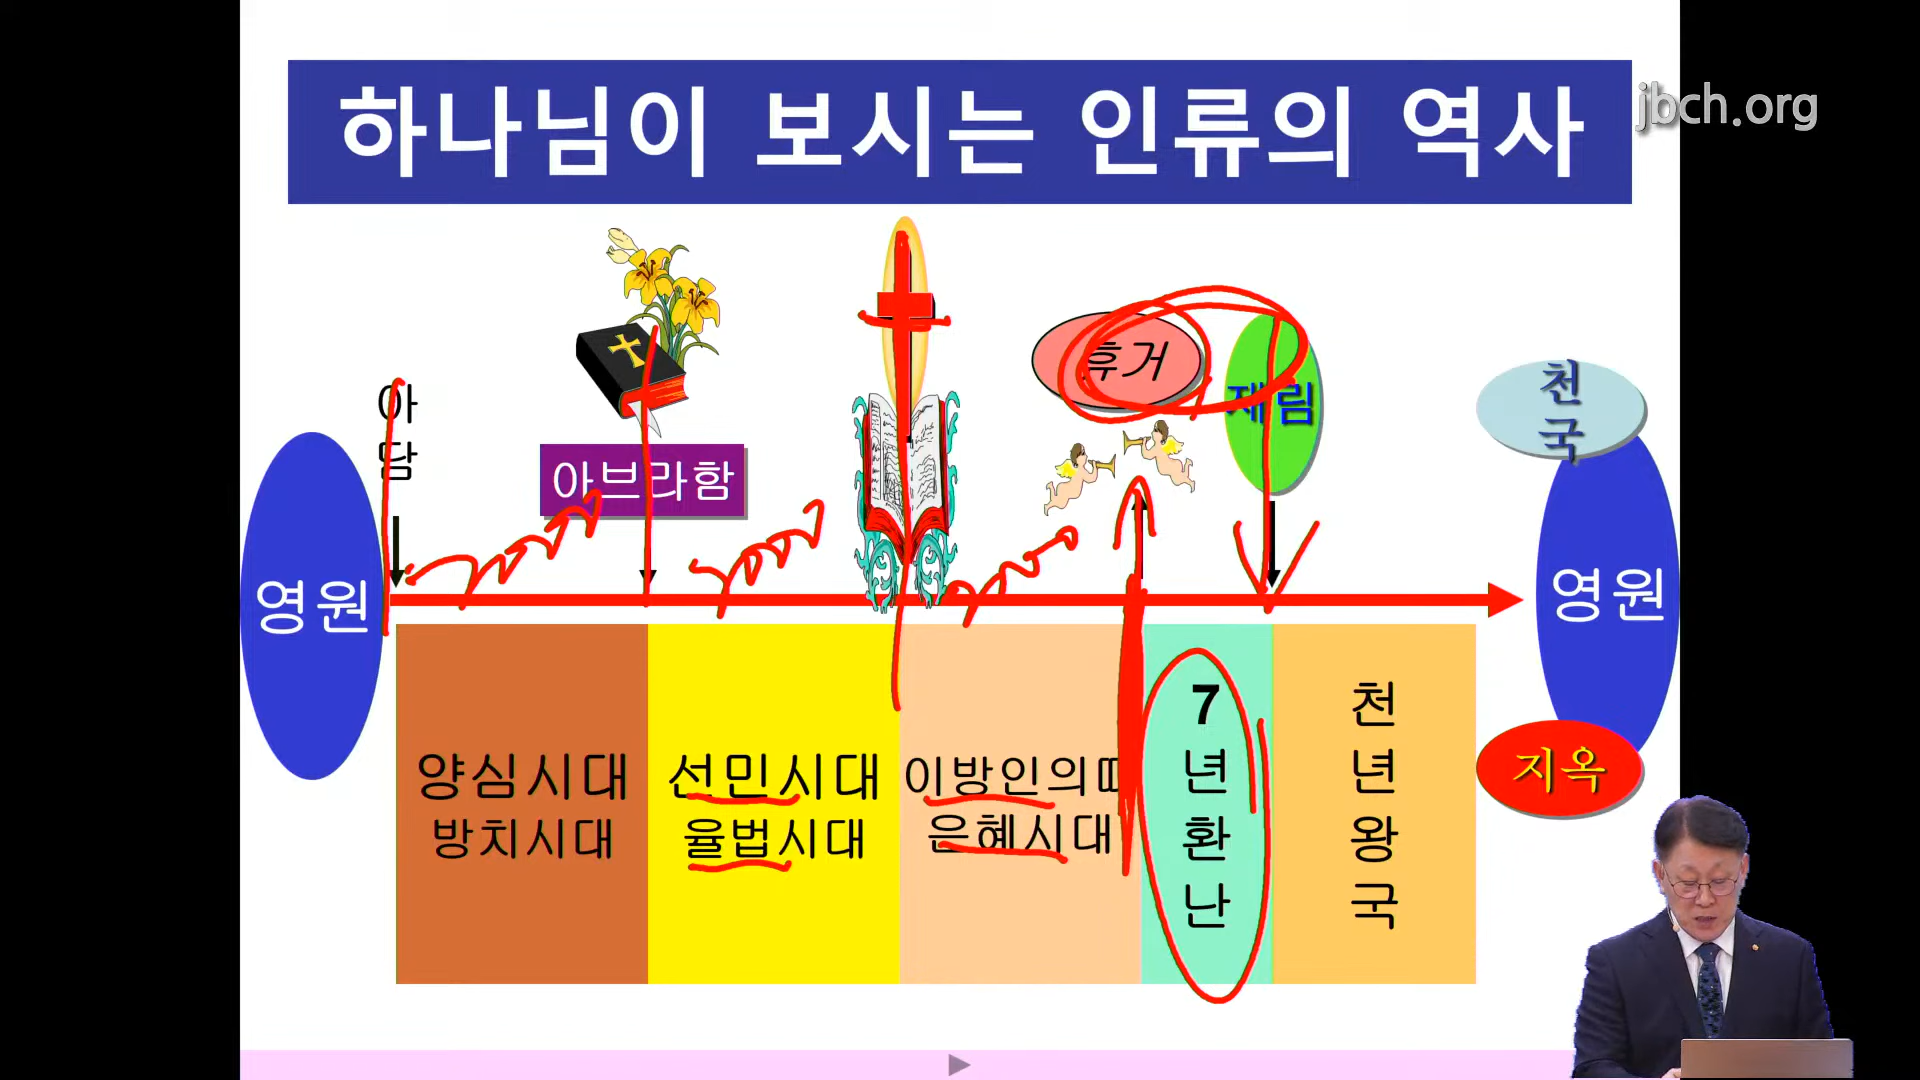 하나님이 보시는 인류의 역사
jbch.org
아담
아브라함
휴거
재림
천국
영원
영원
지옥
양심시대
방치시대
선민시대
율법시대
이방인의때
은혜시대
7년환난
천년왕국